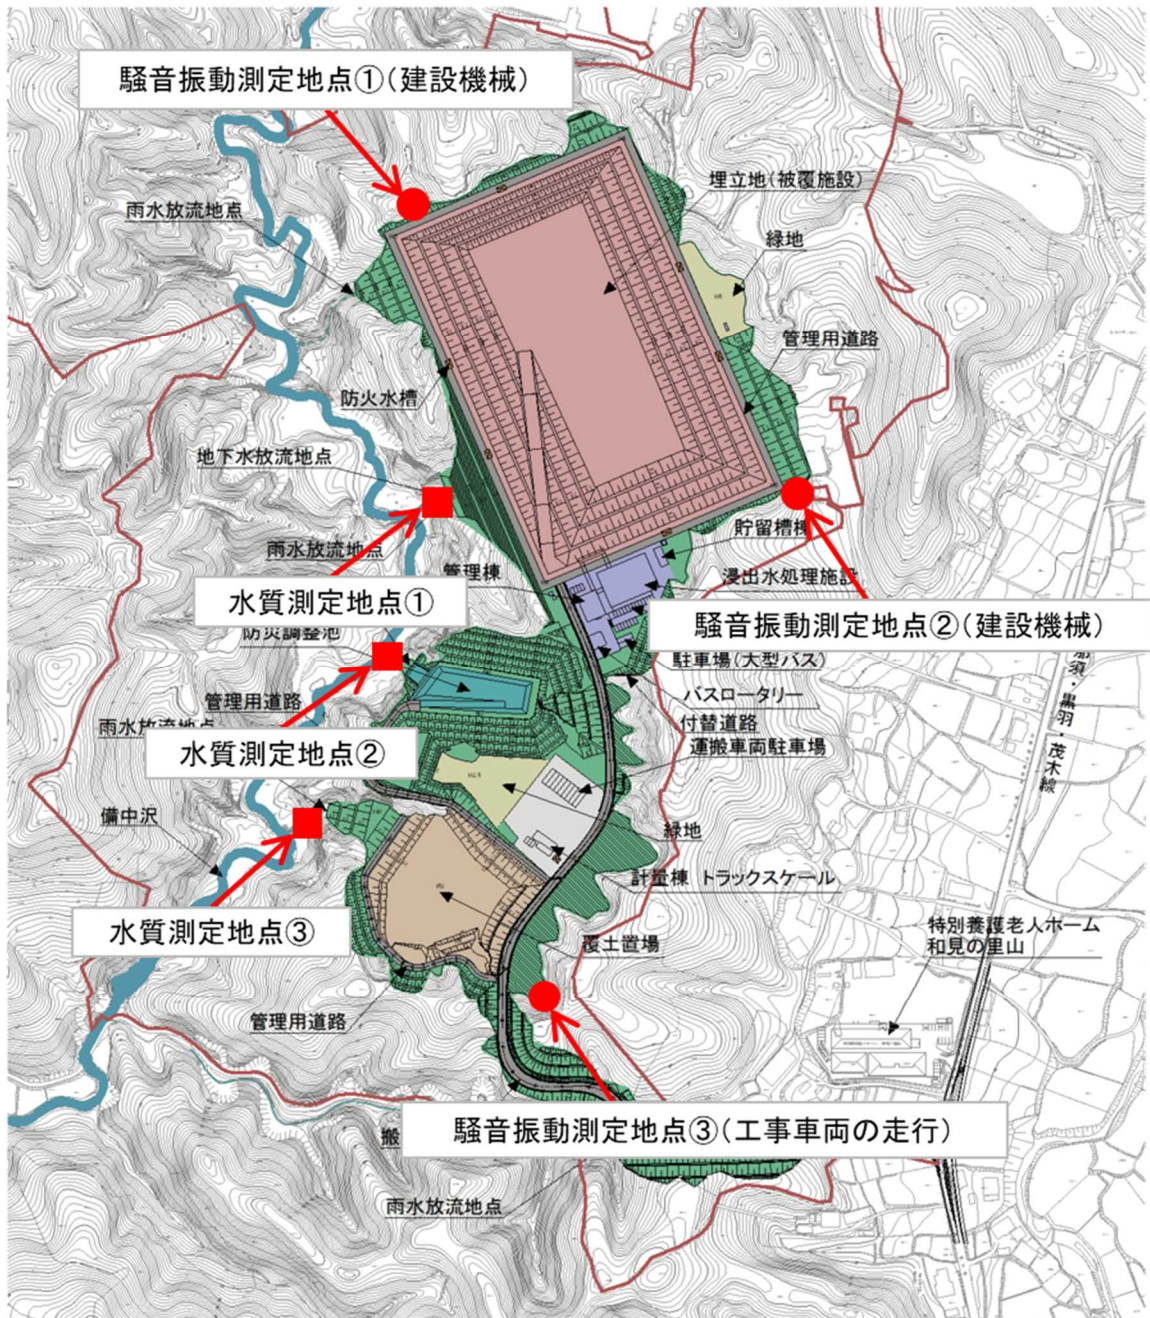 騒音振動測定地点①(建設機械)
埋立地(被覆施設)
雨水放流地点
緑地
管理用道路
防火水槽
地下水放流地点
貯留槽棟
雨水放流地点
管理棟
浸出水処理施設
水質測定地点①
騒音振動測定地点②(建設機械)
防災調整池
駐車場(大型バス)
バスロータリー
管理用道路
付替道路
雨水放流地点
運搬車両駐車場
那須・黒羽・茂木線
水質測定地点②
備中沢
緑地
計量棟 トラックスケール
水質測定地点③
特別養護老人ホーム
和見の里山
覆土置場
管理用道路
騒音振動測定地点③(工事車両の走行)
搬
雨水放流地点